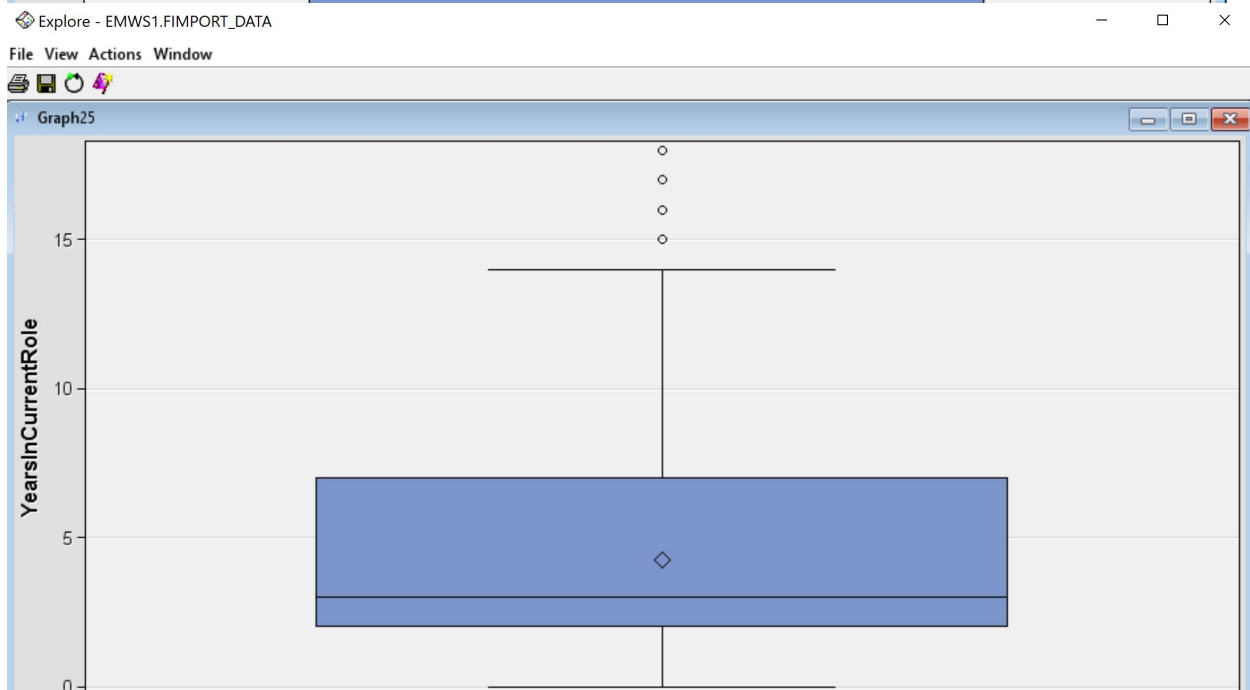 Explore - EMWS1.FIMPORT_DATA
File View Actions Window
Graph25
15
YearsInCurrentRole
10
5
0